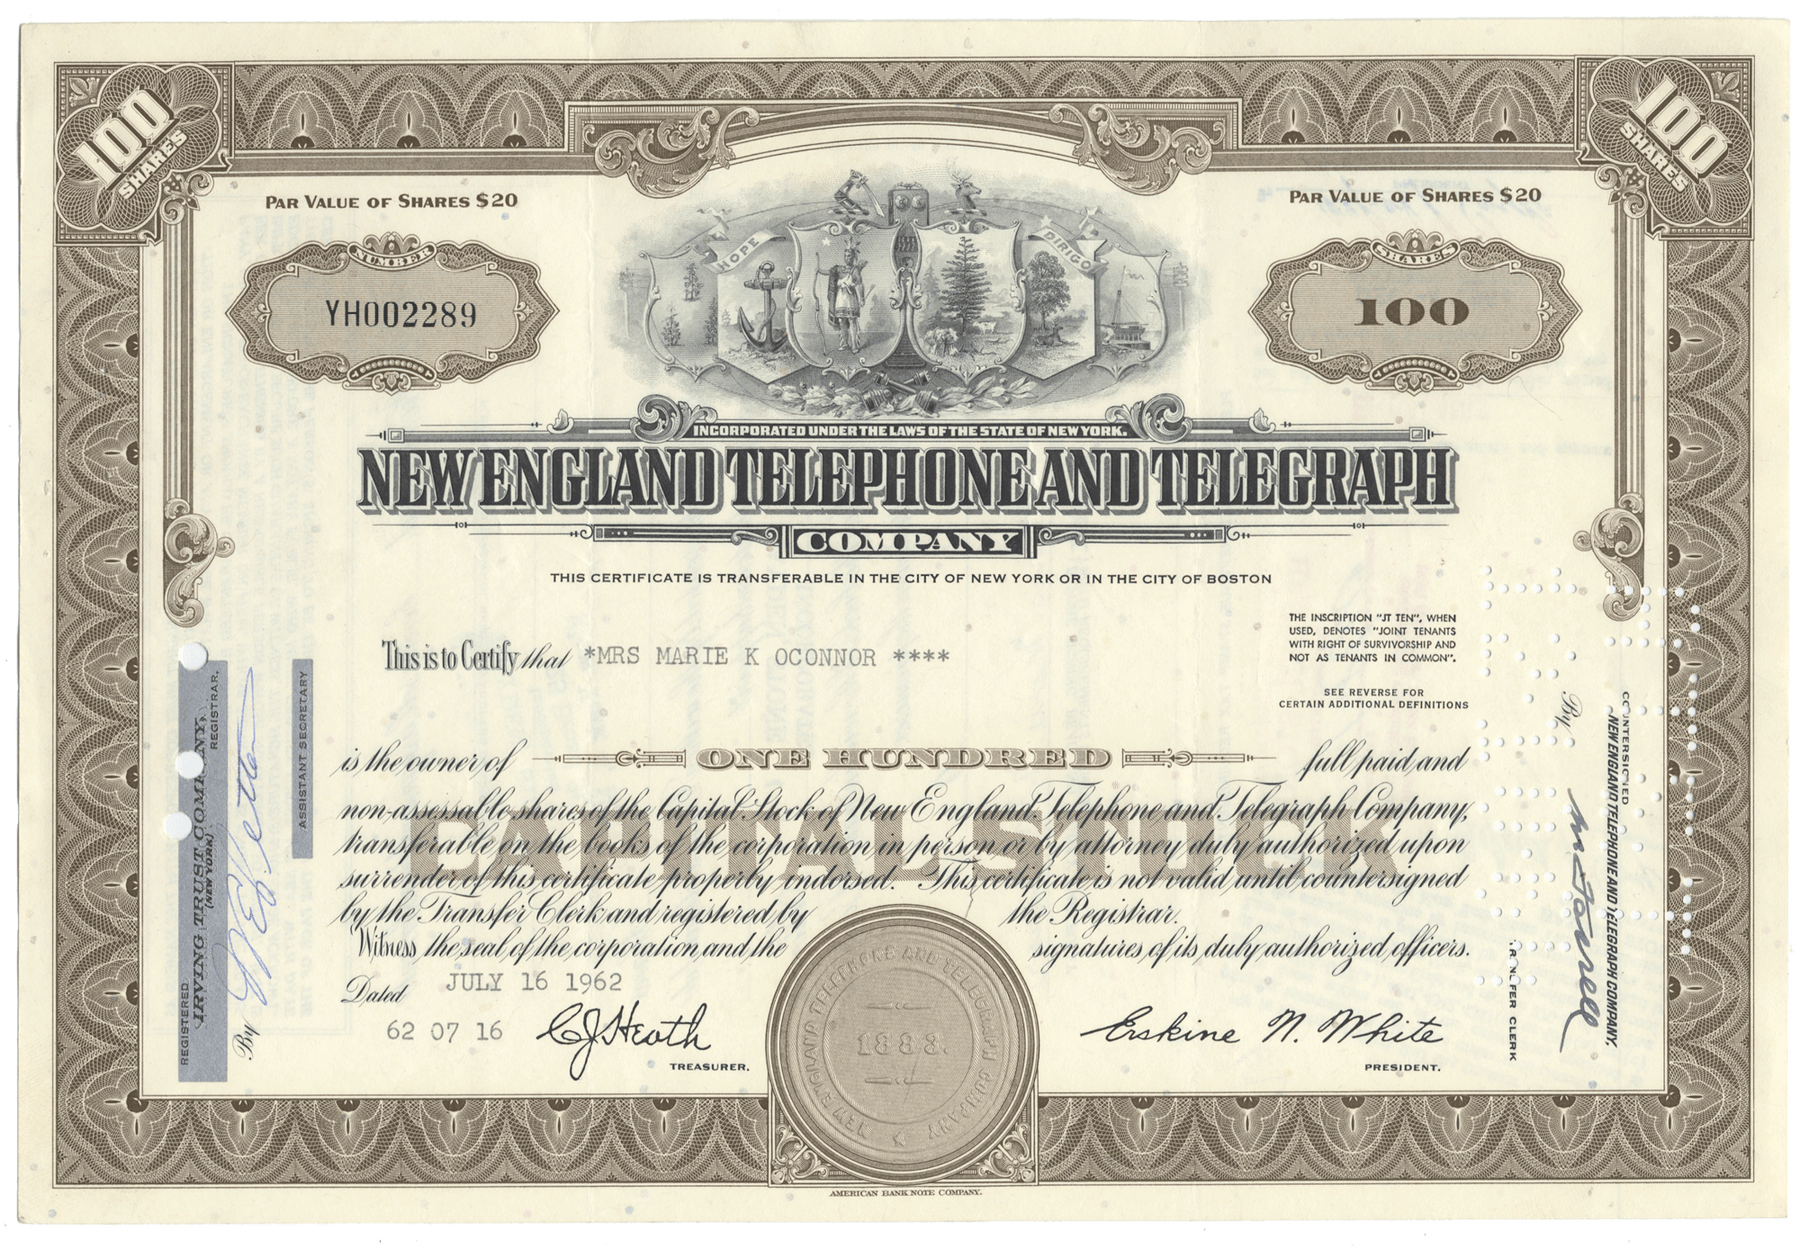 100 SHARES
100 SHARES
PAR VALUE OF SHARES $20
PAR VALUE OF SHARES $20
NUMBER
YH002289
SHARES
100
HOPE
DIRIGO
INCORPORATED UNDER THE LAWS OF THE STATE OF NEW YORK.
NEW ENGLAND TELEPHONE AND TELEGRAPH
COMPANY
THIS CERTIFICATE IS TRANSFERABLE IN THE CITY OF NEW YORK OR IN THE CITY OF BOSTON
THE INSCRIPTION "JT TEN", WHEN
USED, DENOTES "JOINT TENANTS
WITH RIGHT OF SURVIVORSHIP AND
NOT AS TENANTS IN COMMON".
SEE REVERSE FOR
CERTAIN ADDITIONAL DEFINITIONS
This is to Certify that *MRS MARIE K OCONNOR ****
is the owner of ONE HUNDRED full paid and
non-assessable shares of the Capital Stock of New England Telephone and Telegraph Company,
transferable on the books of the corporation in person or by attorney duly authorized upon
surrender of this certificate properly endorsed. This certificate is not valid until countersigned
by the Transfer Clerk and registered by the Registrar.
Witness the seal of the corporation and the signatures of its duly authorized officers.
CAPITAL STOCK
Dated JULY 16 1962
62 07 16
C J Heath
TREASURER.
Erskine N. White
PRESIDENT.
NEW ENGLAND TELEPHONE AND TELEGRAPH COMPANY
1883.
AMERICAN BANK NOTE COMPANY.
REGISTERED
IRVING TRUST COMPANY,
(NEW YORK)
REGISTRAR.
By
ASSISTANT SECRETARY
COUNTERSIGNED
NEW ENGLAND TELEPHONE AND TELEGRAPH COMPANY,
By
TRANSFER CLERK